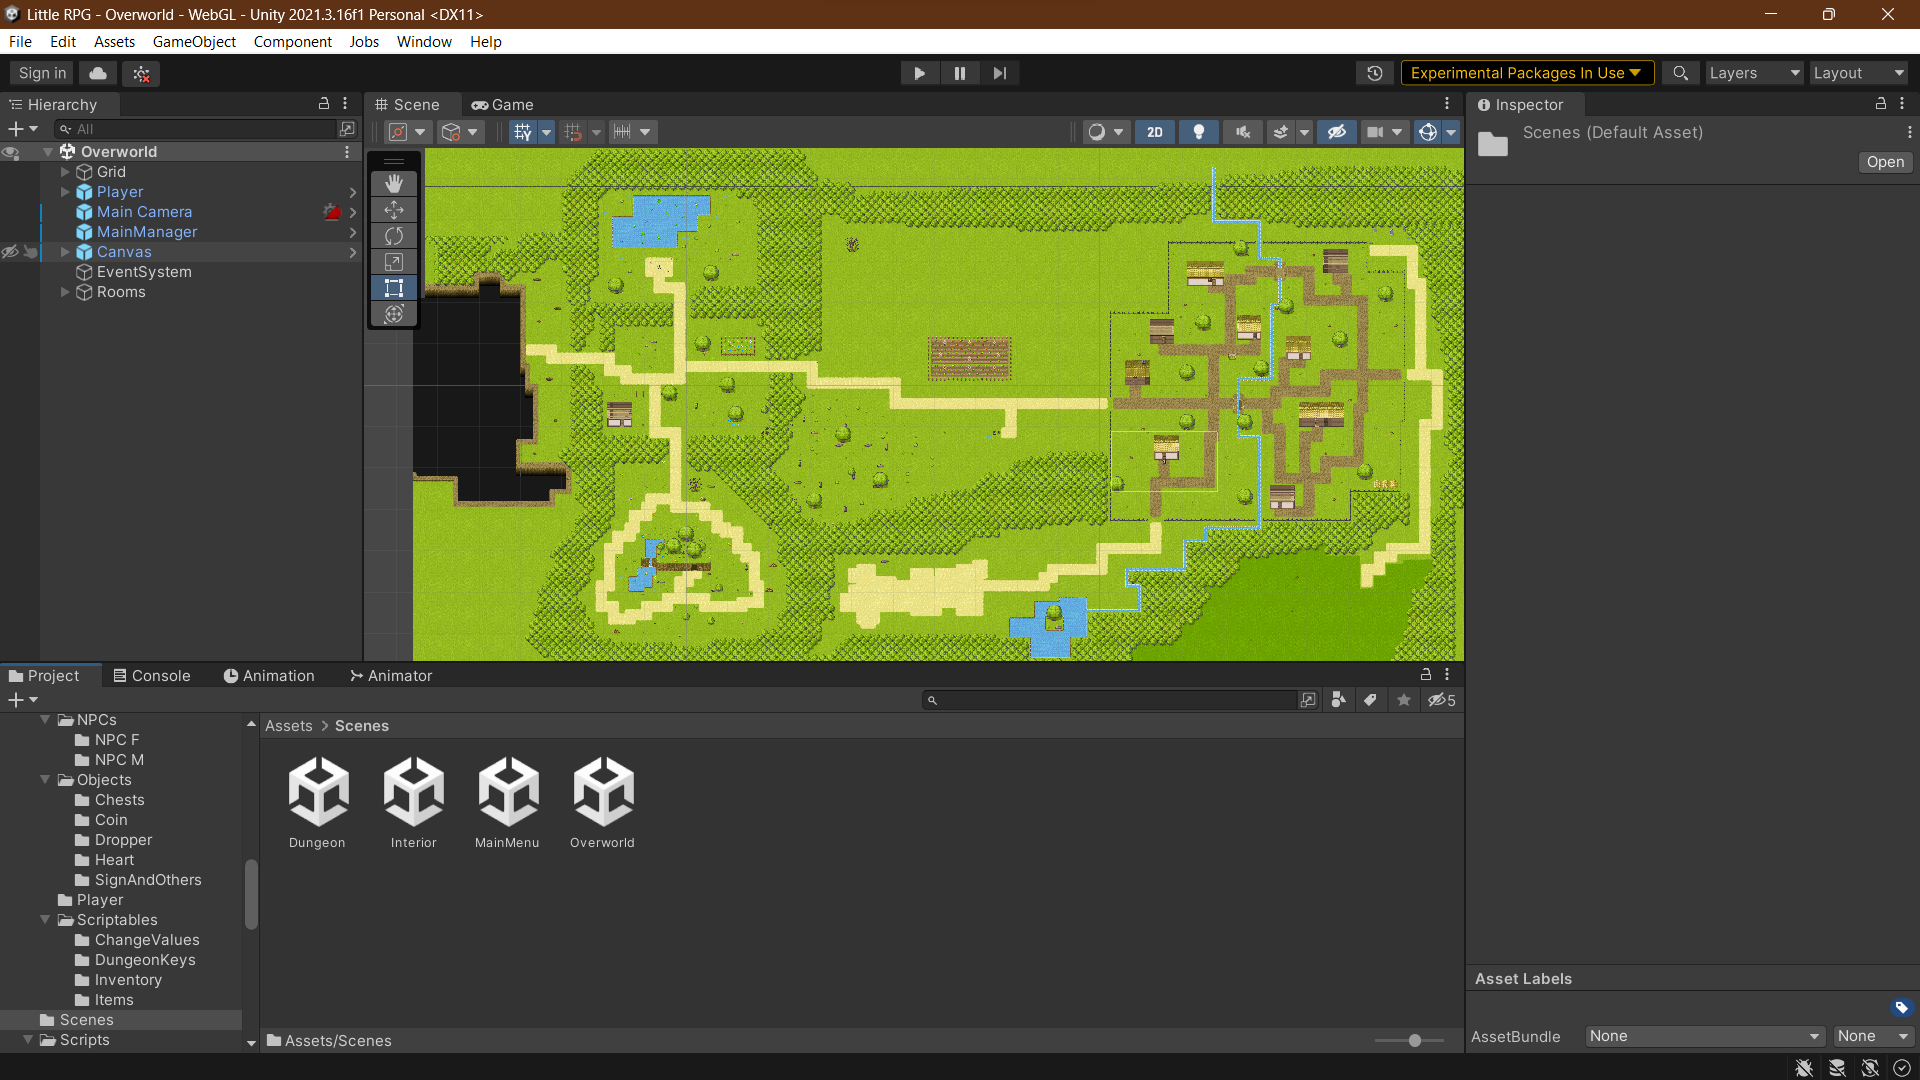 Little RPG - Overworld - WebGL - Unity 2021.3.16f1 Personal <DX11>
File Edit Assets GameObject Component Jobs Window Help
Sign in
Experimental Packages In Use
Layers
Layout
Hierarchy
All
Overworld
Grid
Player
Main Camera
MainManager
Canvas
EventSystem
Rooms
Scene
Game
2D
Inspector
Scenes (Default Asset)
Open
Project
Console
Animation
Animator
5
NPCs
NPC F
NPC M
Objects
Chests
Coin
Dropper
Heart
SignAndOthers
Player
Scriptables
ChangeValues
DungeonKeys
Inventory
Items
Scenes
Scripts
Assets > Scenes
Dungeon
Interior
MainMenu
Overworld
Assets/Scenes
Asset Labels
AssetBundle
None
None